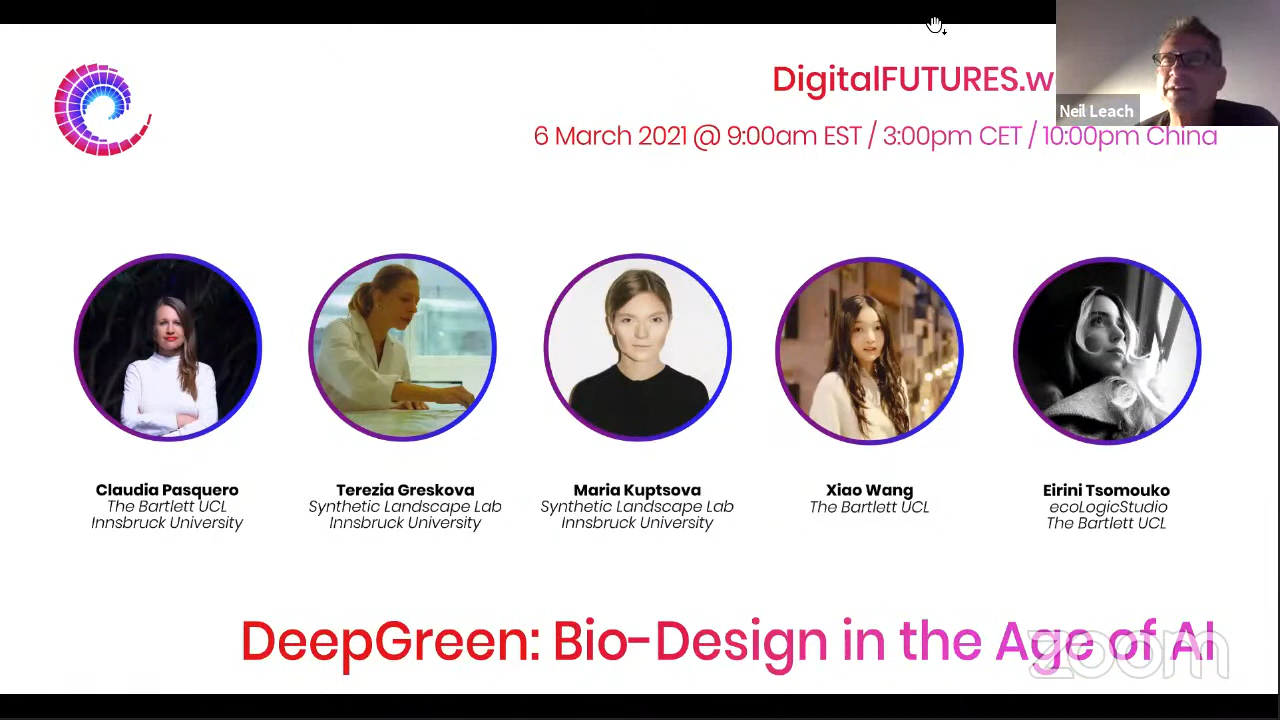 DigitalFUTURES.w
Neil Leach
6 March 2021 @ 9:00am EST / 3:00pm CET / 10:00pm China
Claudia Pasquero
The Bartlett UCL
Innsbruck University
Terezia Greskova
Synthetic Landscape Lab
Innsbruck University
Maria Kuptsova
Synthetic Landscape Lab
Innsbruck University
Xiao Wang
The Bartlett UCL
Eirini Tsomouko
ecoLogicStudio
The Bartlett UCL
DeepGreen: Bio-Design in the Age of AI
zoom